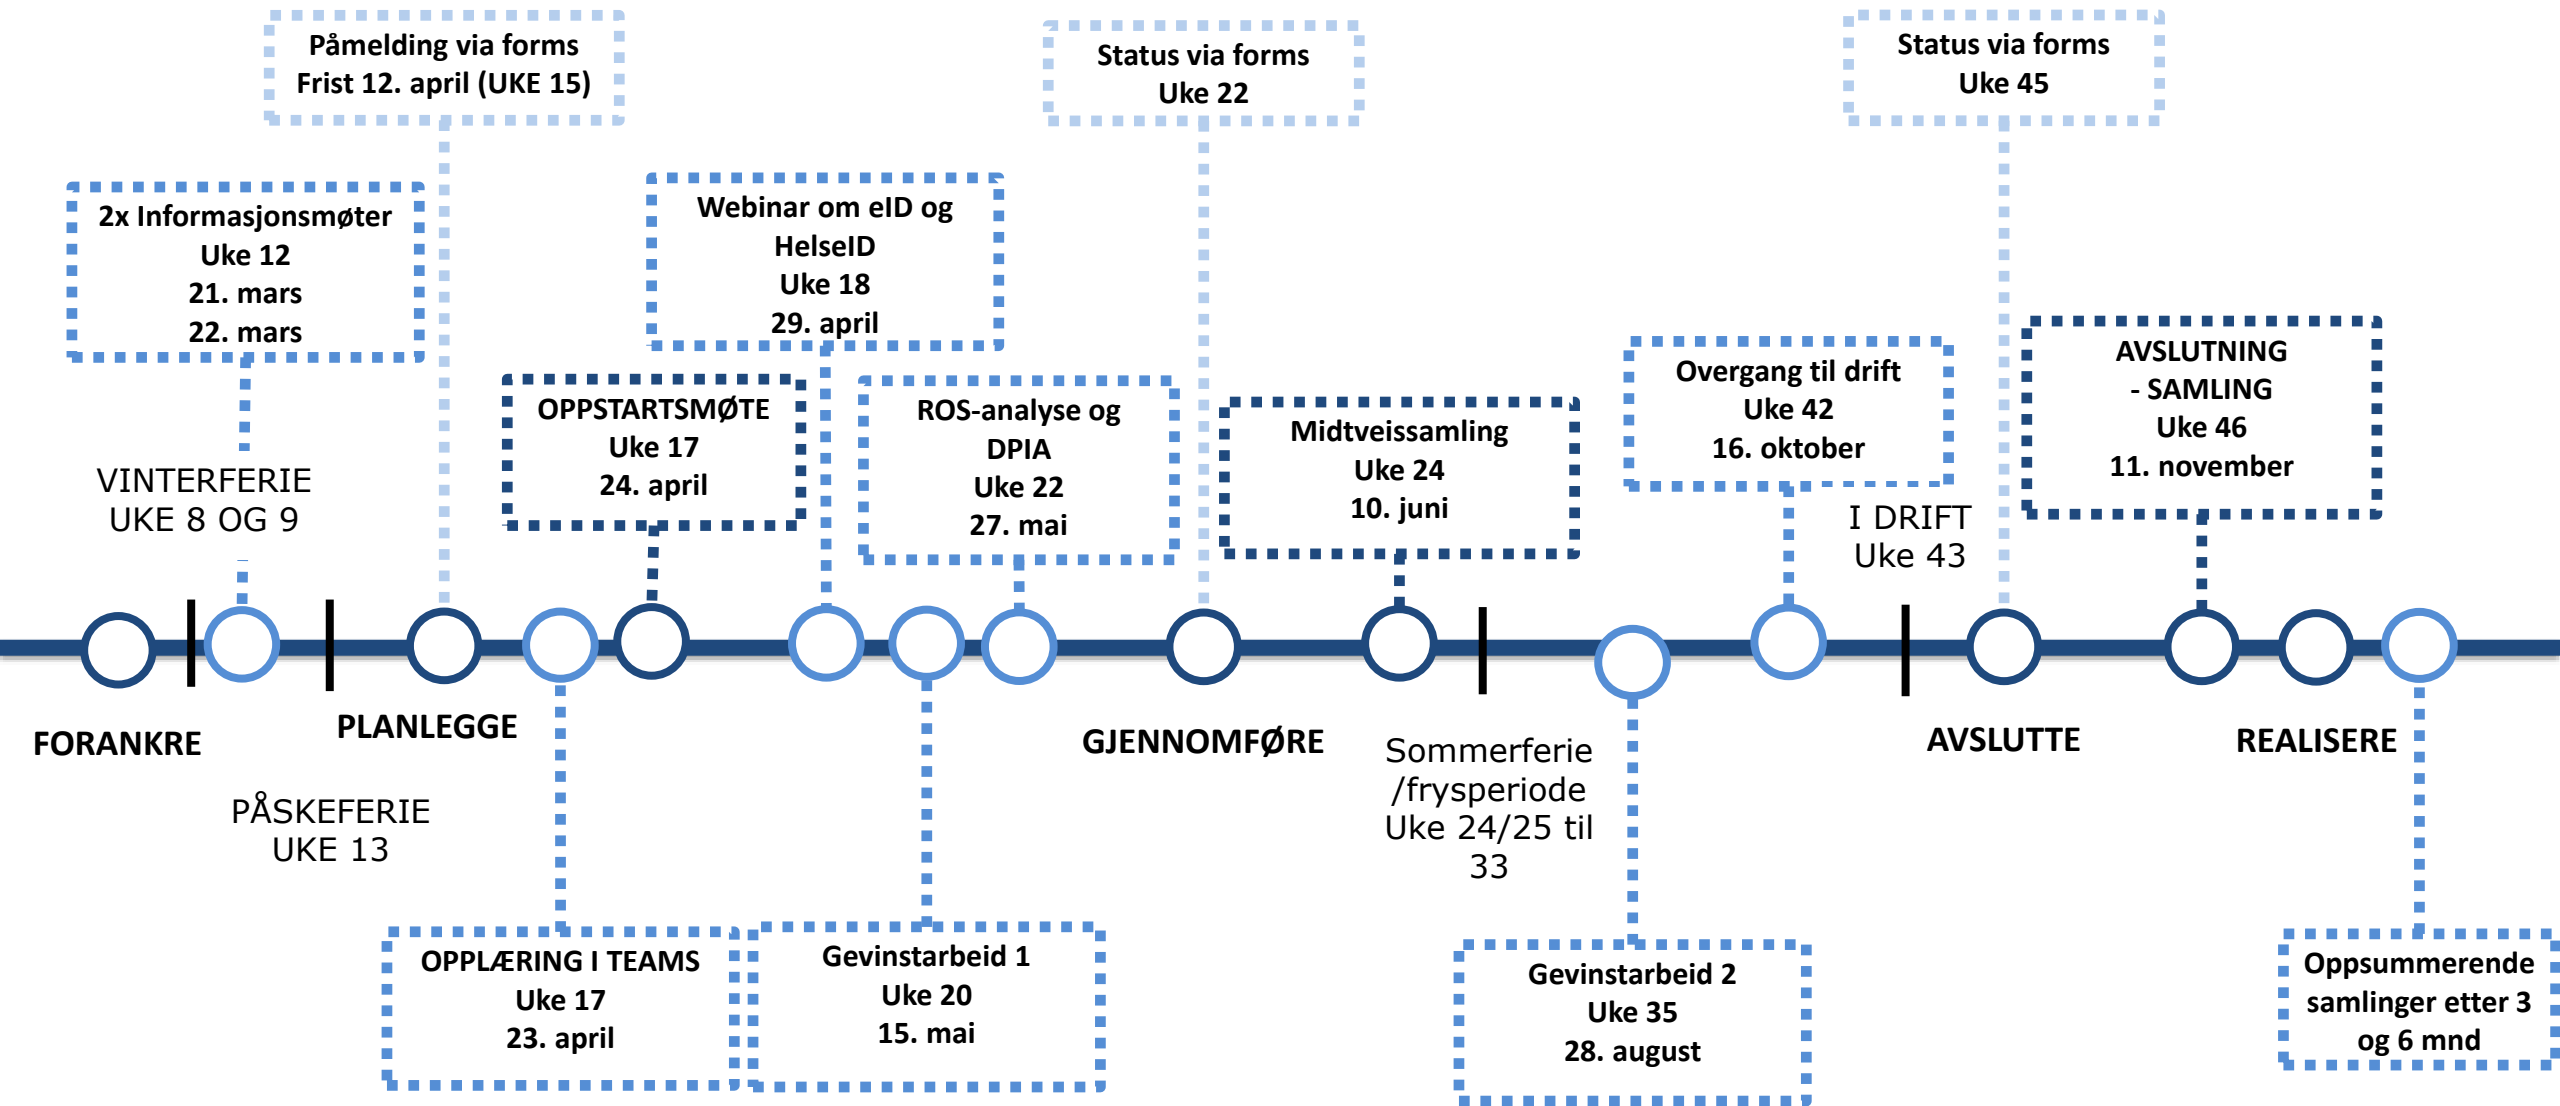 Påmelding via forms
Frist 12. april (UKE 15)
Status via forms
Uke 22
Status via forms
Uke 45
2x Informasjonsmøter
Uke 12
21. mars
22. mars
Webinar om eID og
HelseID
Uke 18
29. april
OPPSTARTSMØTE
Uke 17
24. april
ROS-analyse og
DPIA
Uke 22
27. mai
Midtveissamling
Uke 24
10. juni
Overgang til drift
Uke 42
16. oktober
AVSLUTNING
- SAMLING
Uke 46
11. november
VINTERFERIE
UKE 8 OG 9
I DRIFT
Uke 43
FORANKRE
PLANLEGGE
GJENNOMFØRE
AVSLUTTE
REALISERE
PÅSKEFERIE
UKE 13
Sommerferie
/frysperiode
Uke 24/25 til
33
OPPLÆRING I TEAMS
Uke 17
23. april
Gevinstarbeid 1
Uke 20
15. mai
Gevinstarbeid 2
Uke 35
28. august
Oppsummerende
samlinger etter 3
og 6 mnd